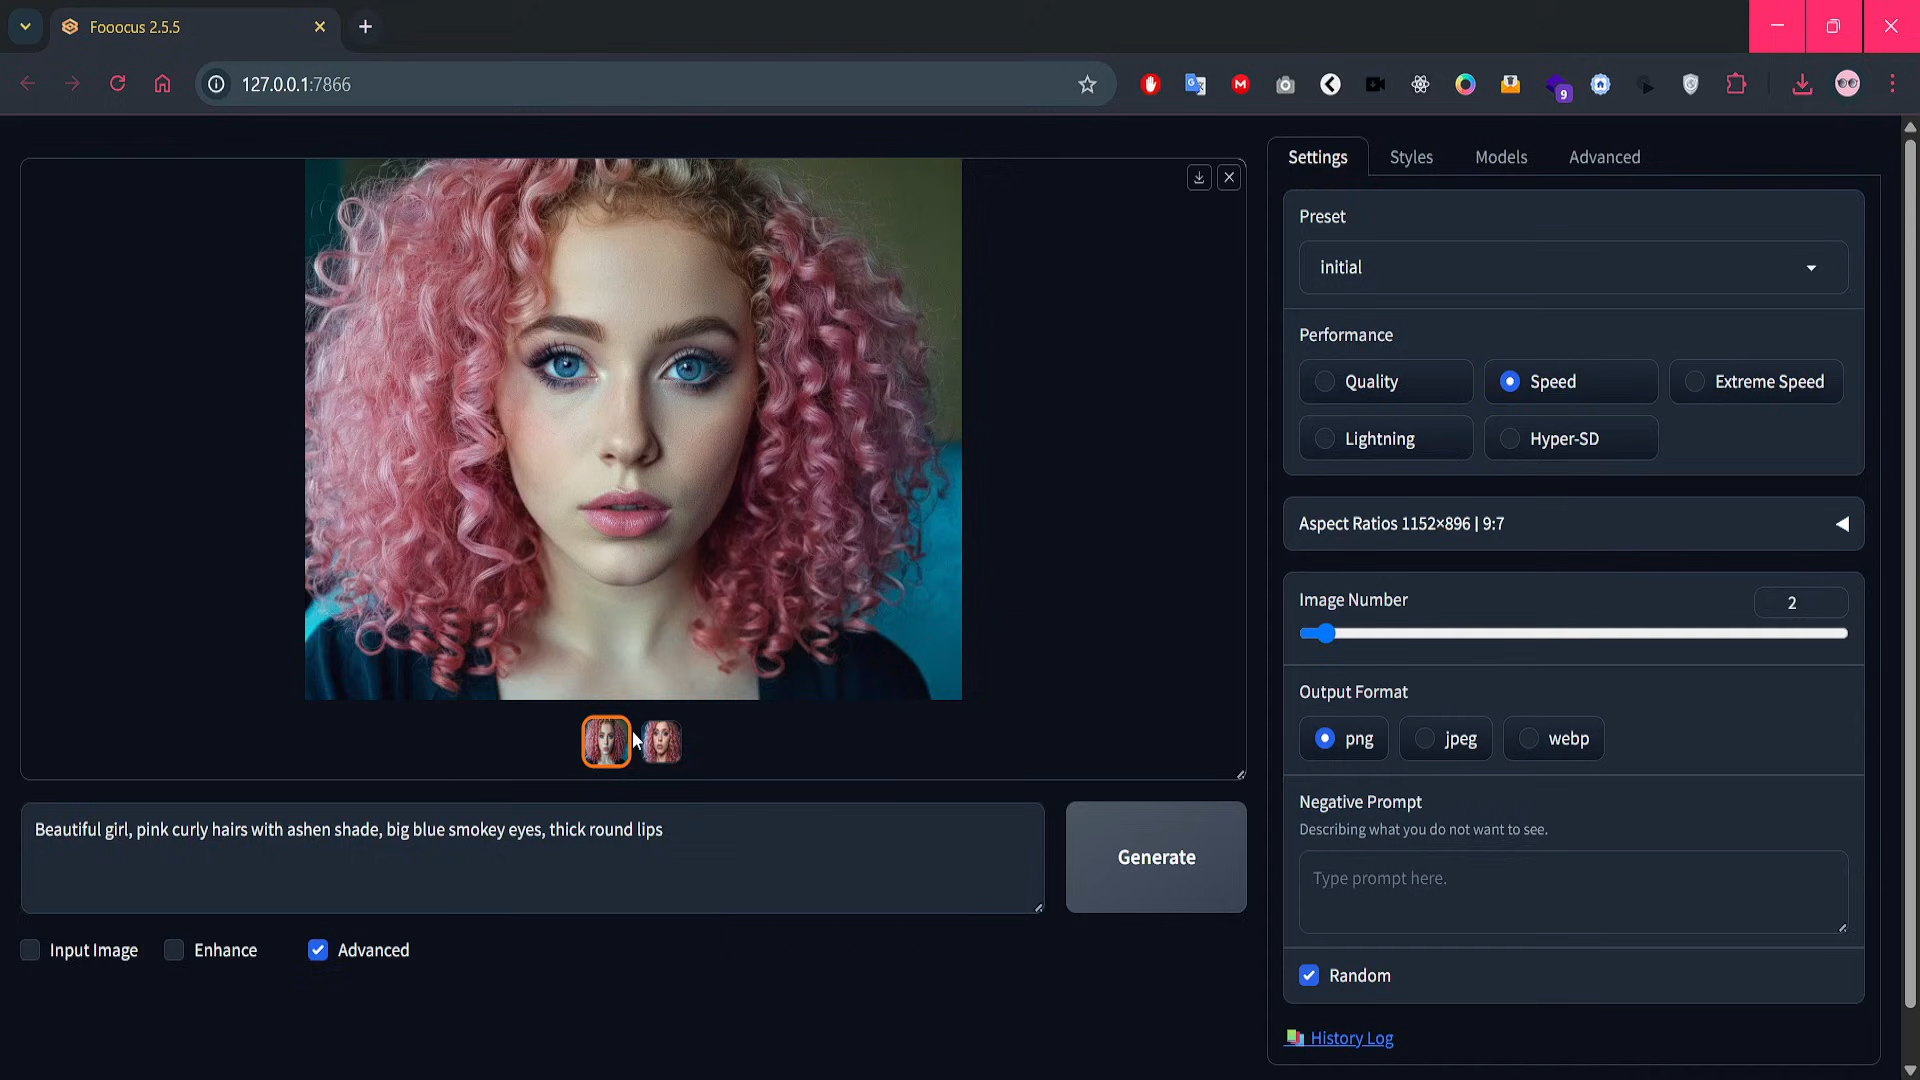 Fooocus 2.5.5
127.0.0.1:7866
9
Settings
Styles
Models
Advanced
Preset
initial
Performance
Quality
Speed
Extreme Speed
Lightning
Hyper-SD
Aspect Ratios 1152×896 | 9:7
Image Number
2
Output Format
png
jpeg
webp
Negative Prompt
Describing what you do not want to see.
Type prompt here.
Random
History Log
Beautiful girl, pink curly hairs with ashen shade, big blue smokey eyes, thick round lips
Generate
Input Image
Enhance
Advanced